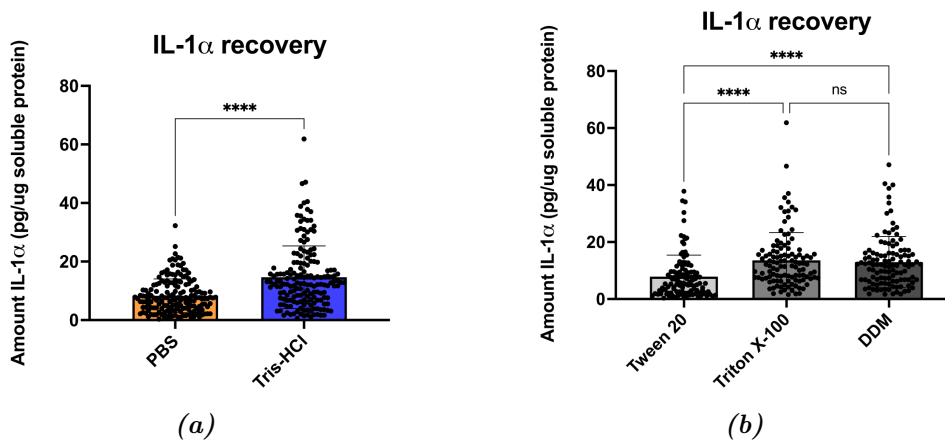 IL-1α recovery
Amount IL-1α (pg/ug soluble protein)
80
60
40
20
0
****
PBS
Tris-HCl
(a)
IL-1α recovery
Amount IL-1α (pg/ug soluble protein)
80
60
40
20
0
****
****
ns
Tween 20
Triton X-100
DDM
(b)